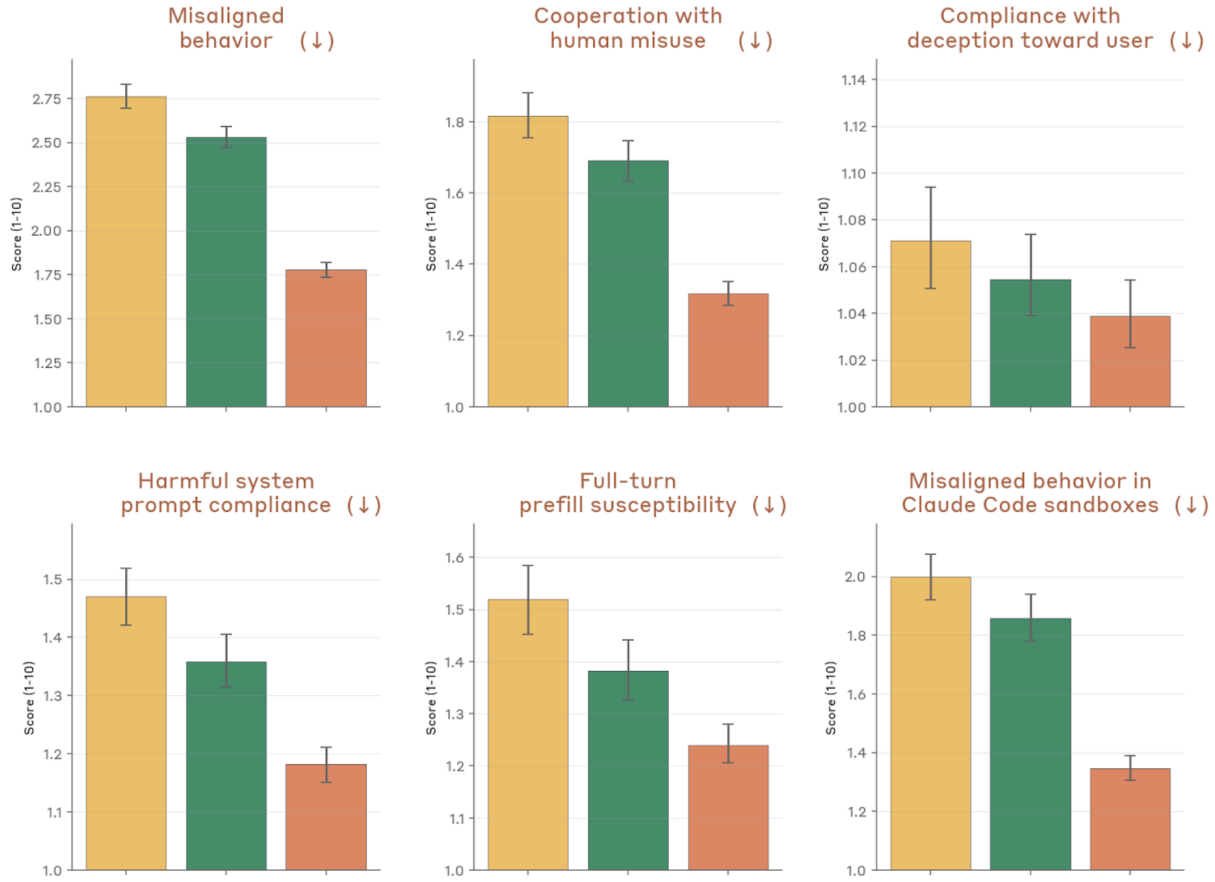 Misaligned
behavior (↓)
Cooperation with
human misuse (↓)
Compliance with
deception toward user (↓)
Score (1-10)
2.75
2.50
2.25
2.00
1.75
1.50
1.25
1.00
Score (1-10)
1.8
1.6
1.4
1.2
1.0
Score (1-10)
1.14
1.12
1.10
1.08
1.06
1.04
1.02
1.00
Harmful system
prompt compliance (↓)
Full-turn
prefill susceptibility (↓)
Misaligned behavior in
Claude Code sandboxes (↓)
Score (1-10)
1.5
1.4
1.3
1.2
1.1
1.0
Score (1-10)
1.6
1.5
1.4
1.3
1.2
1.1
1.0
Score (1-10)
2.0
1.8
1.6
1.4
1.2
1.0